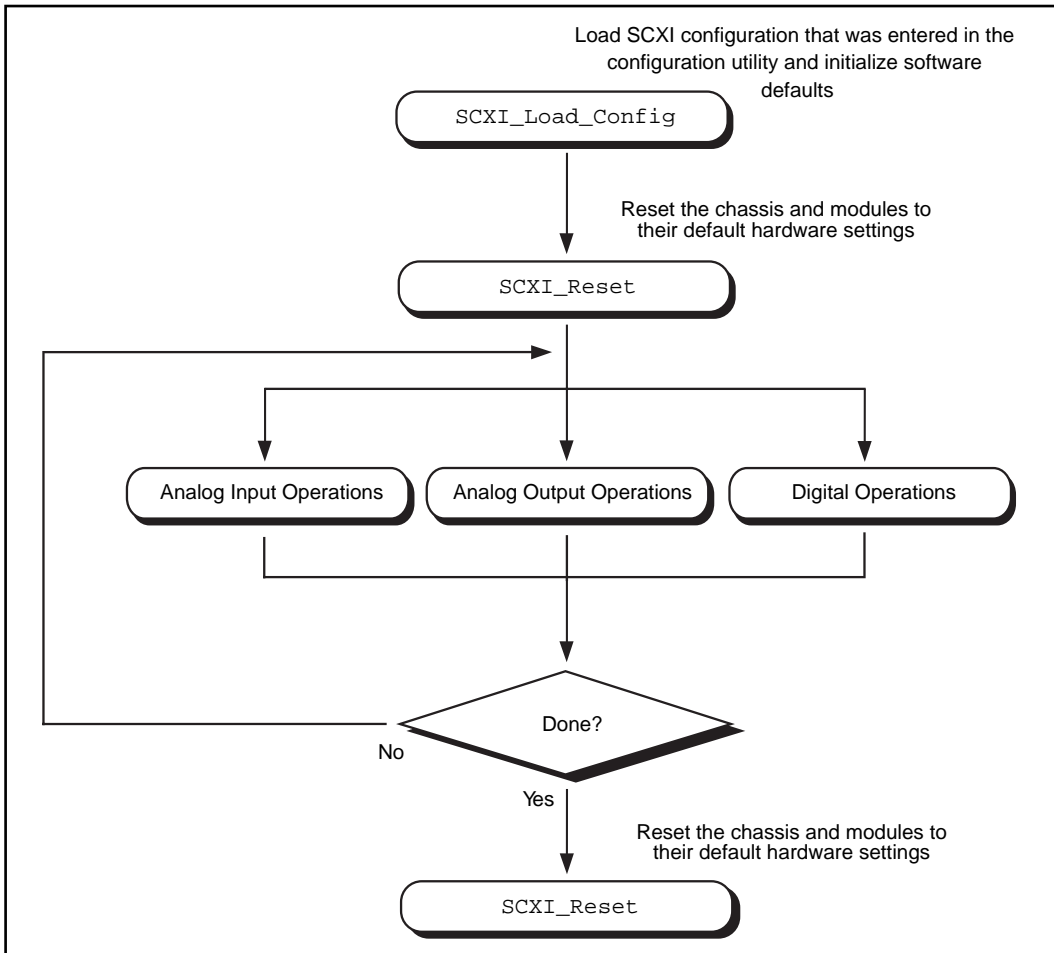 Load SCXI configuration that was entered in the
configuration utility and initialize software
defaults
SCXI_Load_Config
Reset the chassis and modules to
their default hardware settings
SCXI_Reset
Analog Input Operations
Analog Output Operations
Digital Operations
Done?
No
Yes
Reset the chassis and modules to
their default hardware settings
SCXI_Reset